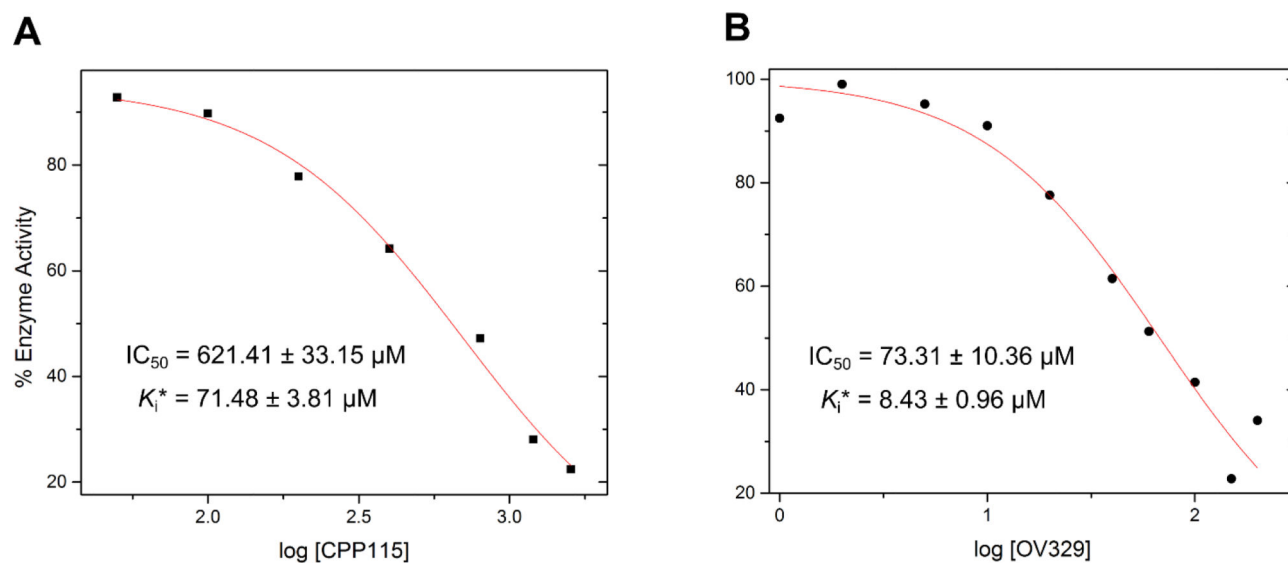 A
% Enzyme Activity
80
60
40
20
IC₅₀ = 621.41 ± 33.15 µM
Kᵢ* = 71.48 ± 3.81 µM
2.0 2.5 3.0
log [CPP115]
B
100
80
60
40
20
IC₅₀ = 73.31 ± 10.36 µM
Kᵢ* = 8.43 ± 0.96 µM
0 1 2
log [OV329]